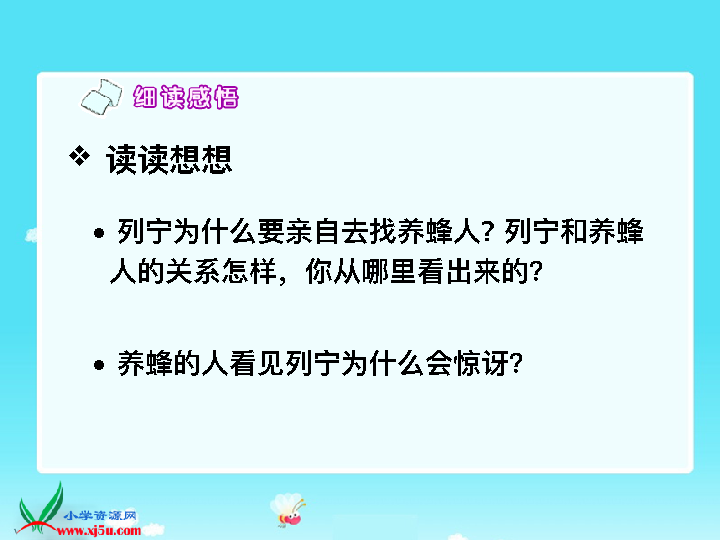 细读感悟
❖ 读读想想
• 列宁为什么要亲自去找养蜂人？列宁和养蜂
人的关系怎样，你从哪里看出来的？
• 养蜂的人看见列宁为什么会惊讶？
小学资源网
www.xj5u.com